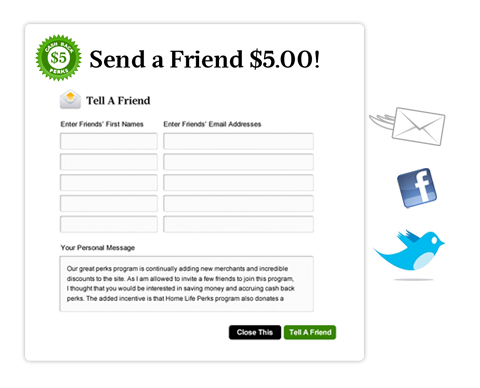 CASH BACK
$5
PERKS
Send a Friend $5.00!
Tell A Friend
Enter Friends' First Names Enter Friends' Email Addresses
Your Personal Message
Our great perks program is continually adding new merchants and incredible
discounts to the site. As I am allowed to invite a few friends to join this program,
I thought that you would be interested in saving money and accruing cash back
perks. The added incentive is that Home Life Perks program also donates a
Close This Tell A Friend
f